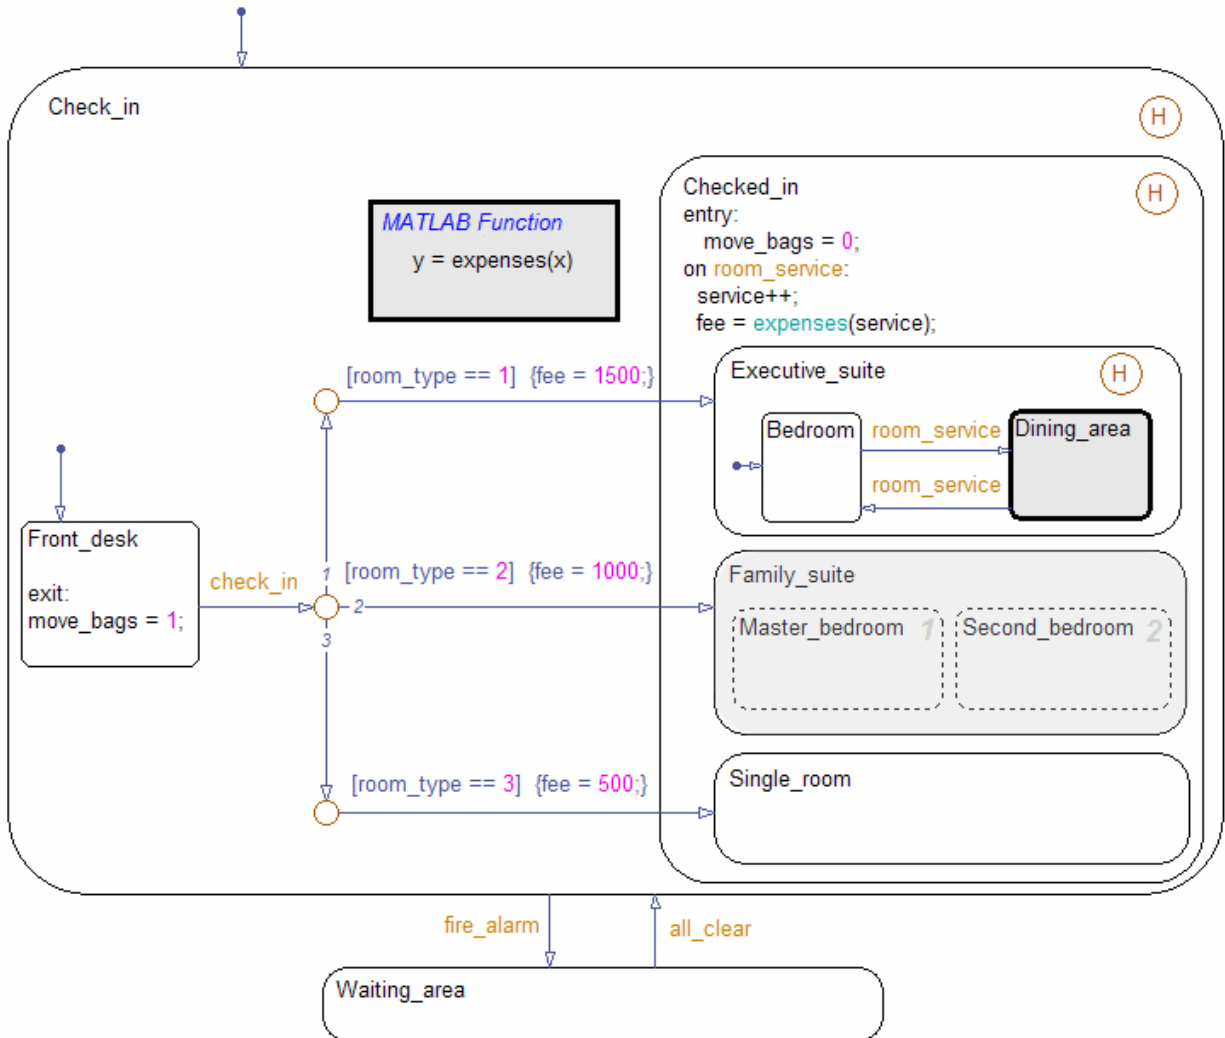 Check_in
H
Checked_in
H
entry:
move_bags = 0;
on room_service:
service++;
fee = expenses(service);
MATLAB Function
y = expenses(x)
[room_type == 1] {fee = 1500;}
Executive_suite
H
Bedroom
room_service
Dining_area
room_service
Front_desk
exit:
move_bags = 1;
check_in
1
2
3
[room_type == 2] {fee = 1000;}
Family_suite
Master_bedroom 1
Second_bedroom 2
[room_type == 3] {fee = 500;}
Single_room
fire_alarm
all_clear
Waiting_area